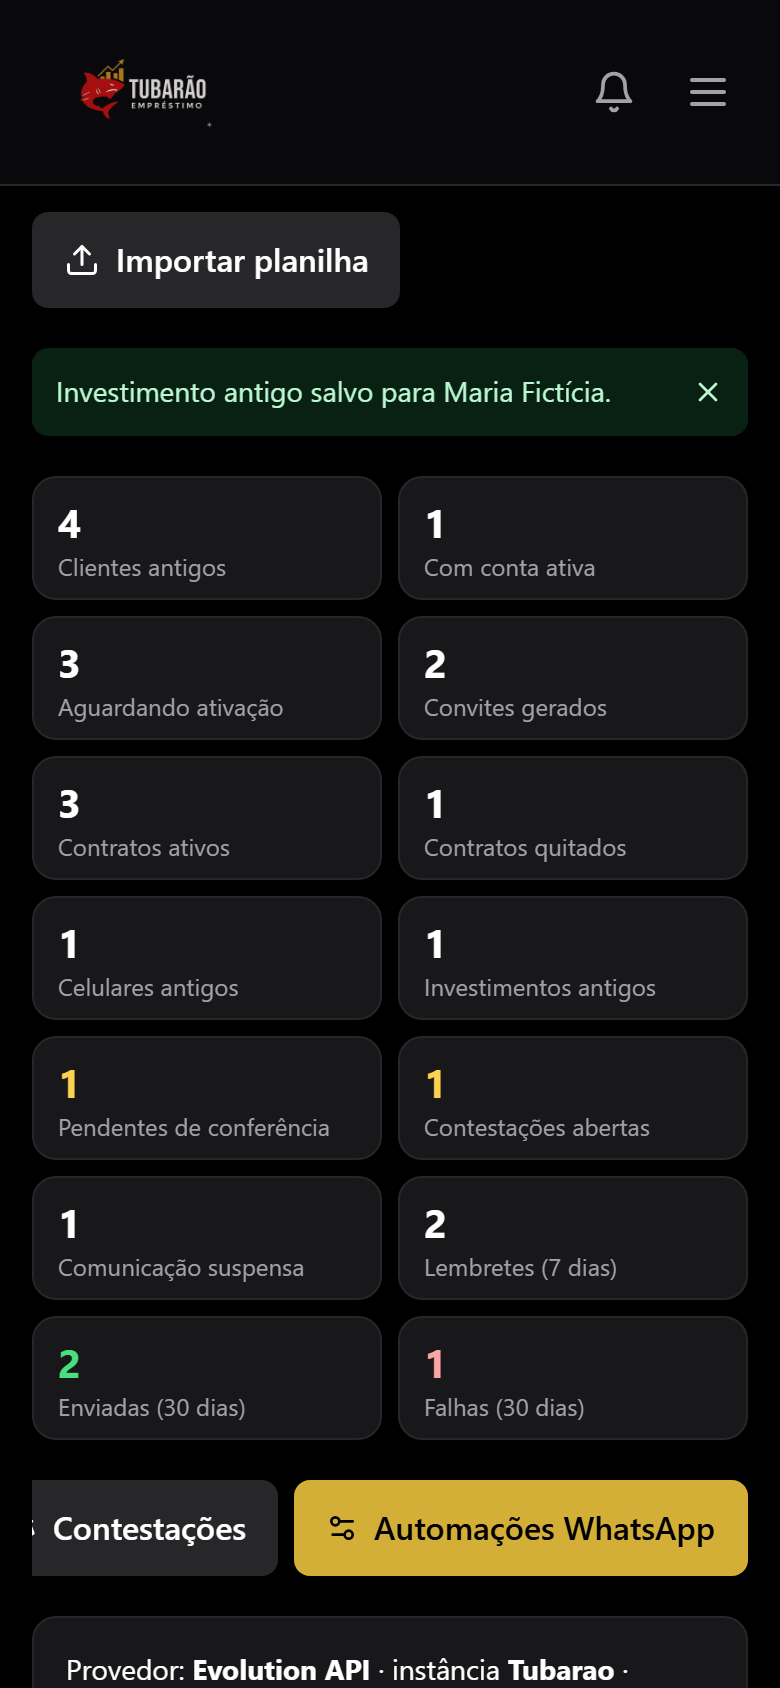 TUBARÃO
EMPRÉSTIMO
Importar planilha
Investimento antigo salvo para Maria Fictícia.
4
Clientes antigos
1
Com conta ativa
3
Aguardando ativação
2
Convites gerados
3
Contratos ativos
1
Contratos quitados
1
Celulares antigos
1
Investimentos antigos
1
Pendentes de conferência
1
Contestações abertas
1
Comunicação suspensa
2
Lembretes (7 dias)
2
Enviadas (30 dias)
1
Falhas (30 dias)
Contestações
Automações WhatsApp
Provedor: Evolution API · instância Tubarao ·